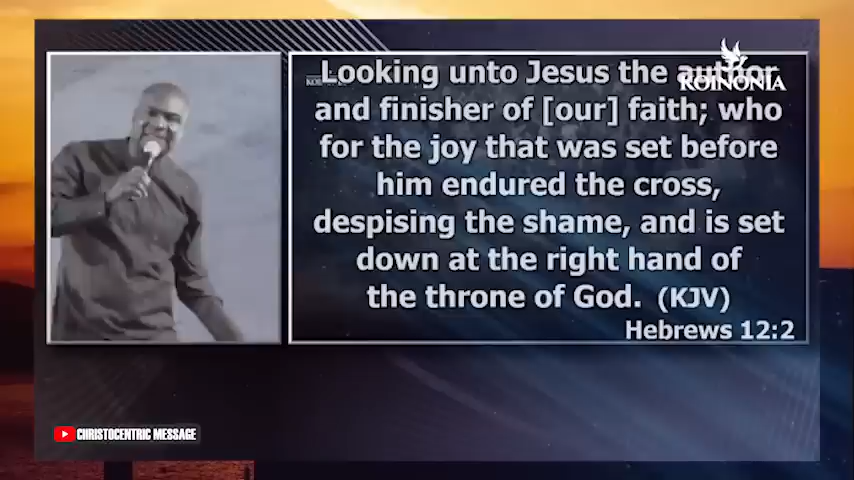 Looking unto Jesus the author
and finisher of [our] faith; who
for the joy that was set before
him endured the cross,
despising the shame, and is set
down at the right hand of
the throne of God. (KJV)
Hebrews 12:2
KOINONIA
CHRISTOCENTRIC MESSAGE